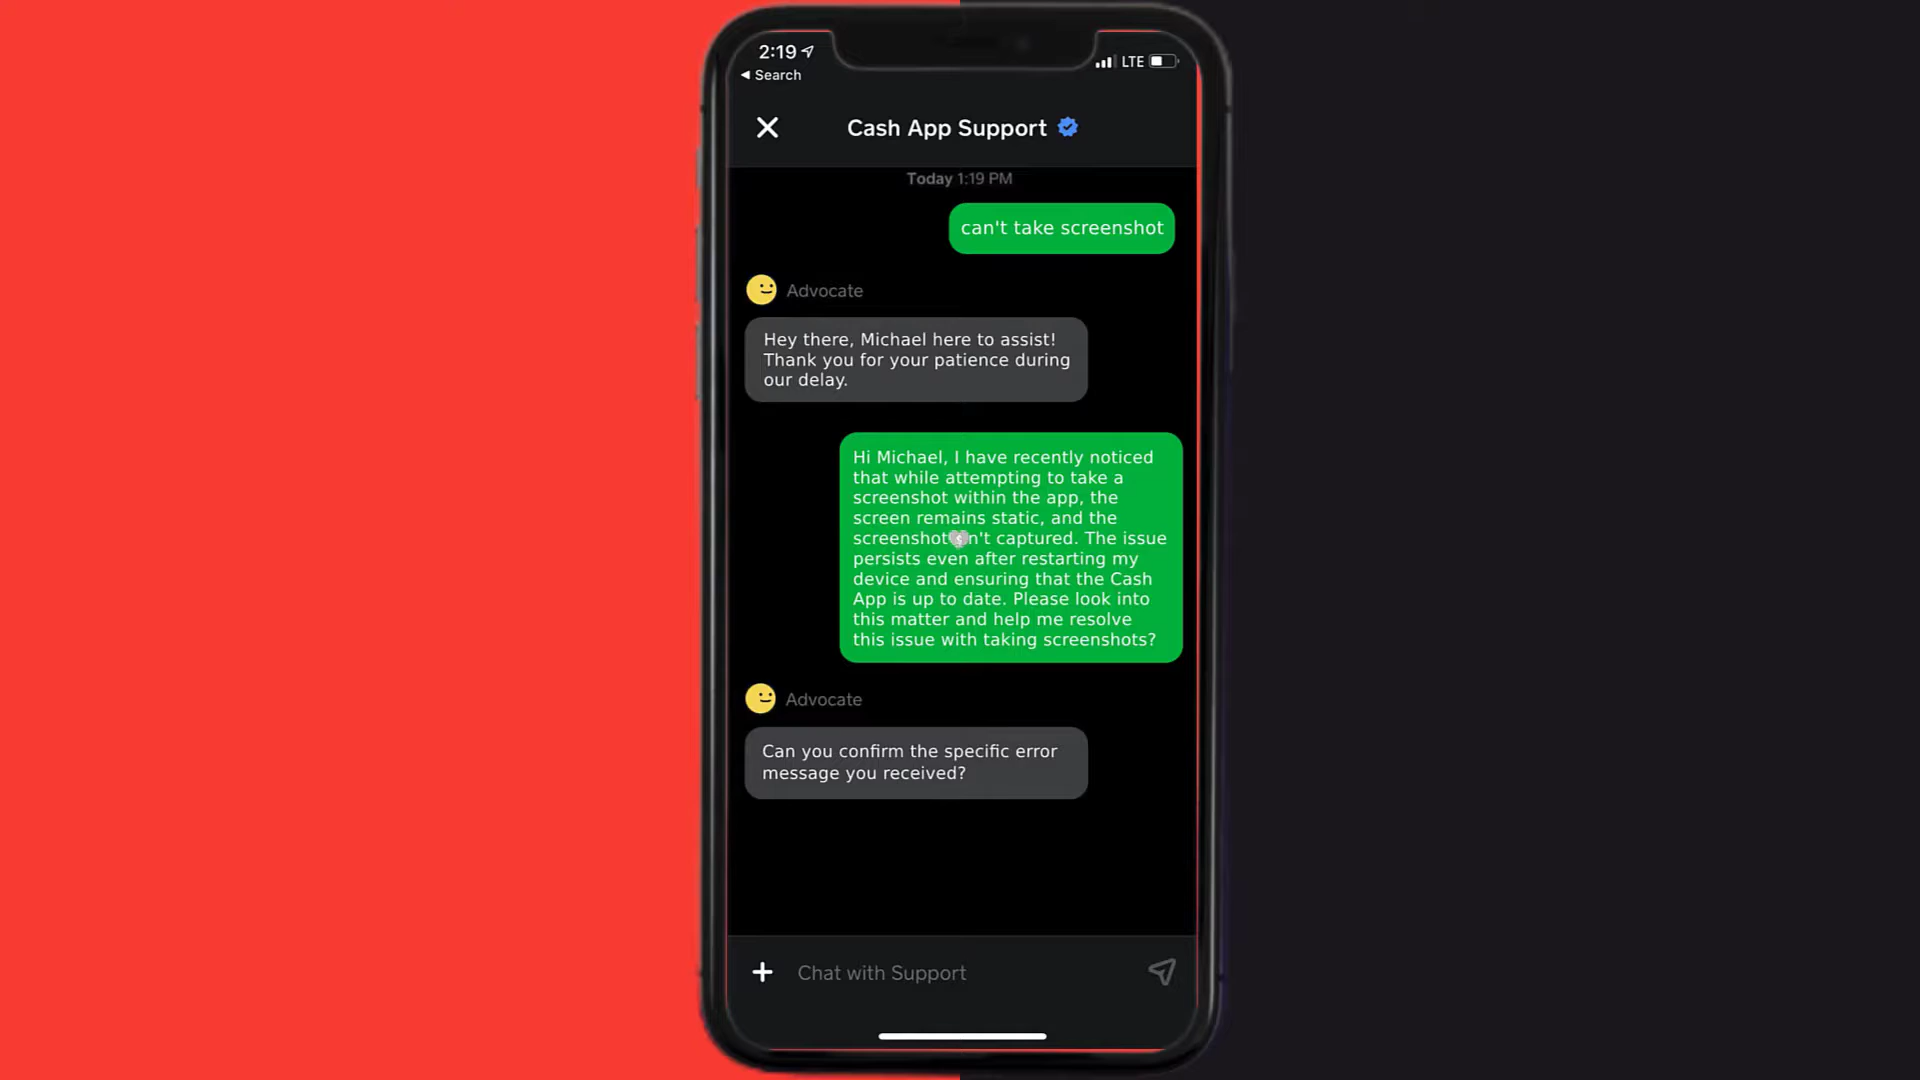 2:19
LTE
Search
Cash App Support
Today 1:19 PM
can't take screenshot
Advocate
Hey there, Michael here to assist!
Thank you for your patience during
our delay.
Hi Michael, I have recently noticed
that while attempting to take a
screenshot within the app, the
screen remains static, and the
screenshot n't captured. The issue
persists even after restarting my
device and ensuring that the Cash
App is up to date. Please look into
this matter and help me resolve
this issue with taking screenshots?
Advocate
Can you confirm the specific error
message you received?
Chat with Support